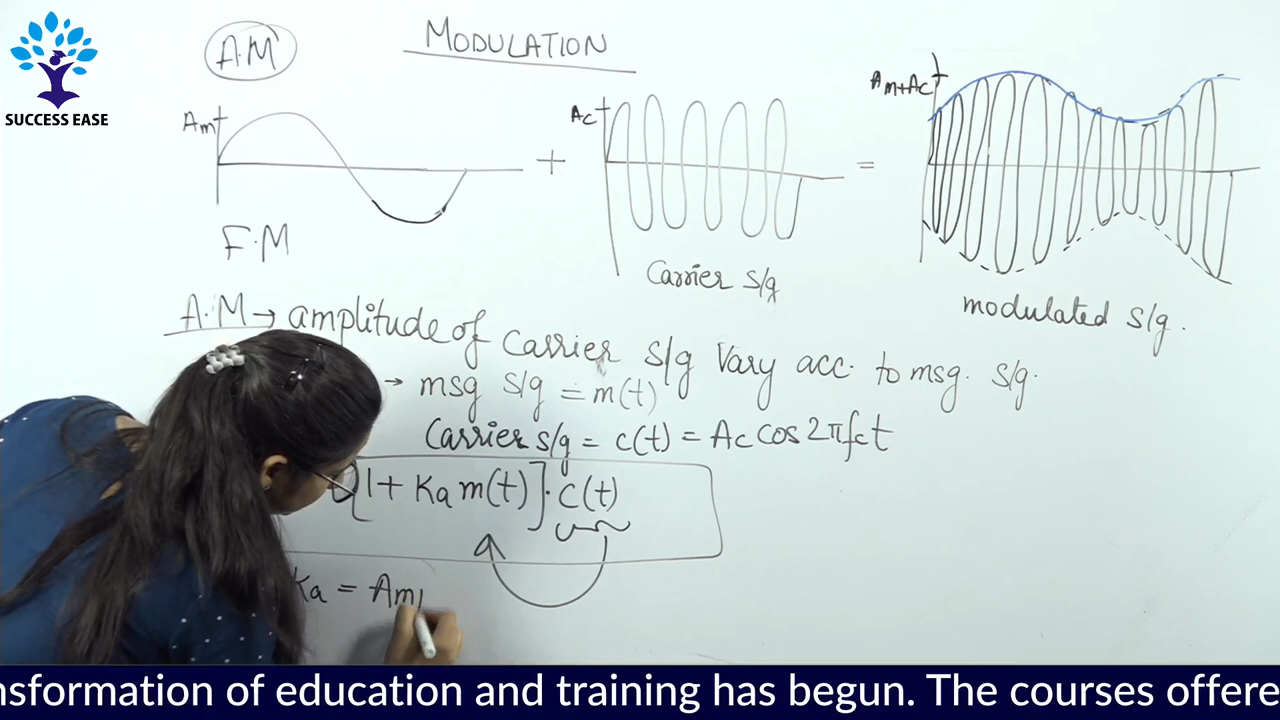 SUCCESS EASE
A.M
MODULATION
Am
+
Ac
=
Am+Ac
F.M
Carrier s/g
modulated s/g.
A.M → amplitude of carrier s/g vary acc. to msg. s/g.
→ msg s/g = m(t)
Carrier s/g = c(t) = Ac cos 2πfct
[1 + Ka m(t)] . c(t)
Ka = Am
nsformation of education and training has begun. The courses offere